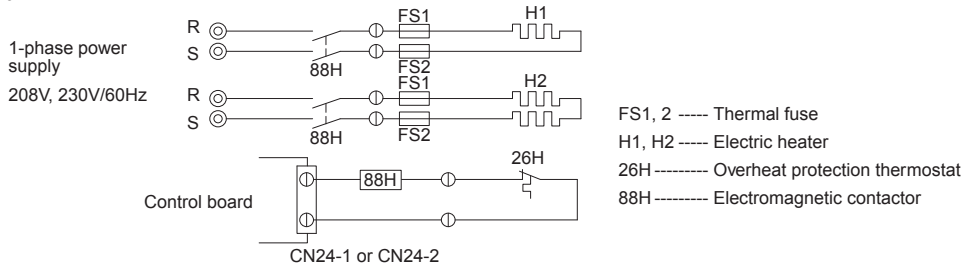 1-phase power
supply
208V, 230V/60Hz
R
S
88H
FS1
FS2
H1
R
S
88H
FS1
FS2
H2
Control board
88H
26H
CN24-1 or CN24-2
FS1, 2 ----- Thermal fuse
H1, H2 ----- Electric heater
26H --------- Overheat protection thermostat
88H --------- Electromagnetic contactor